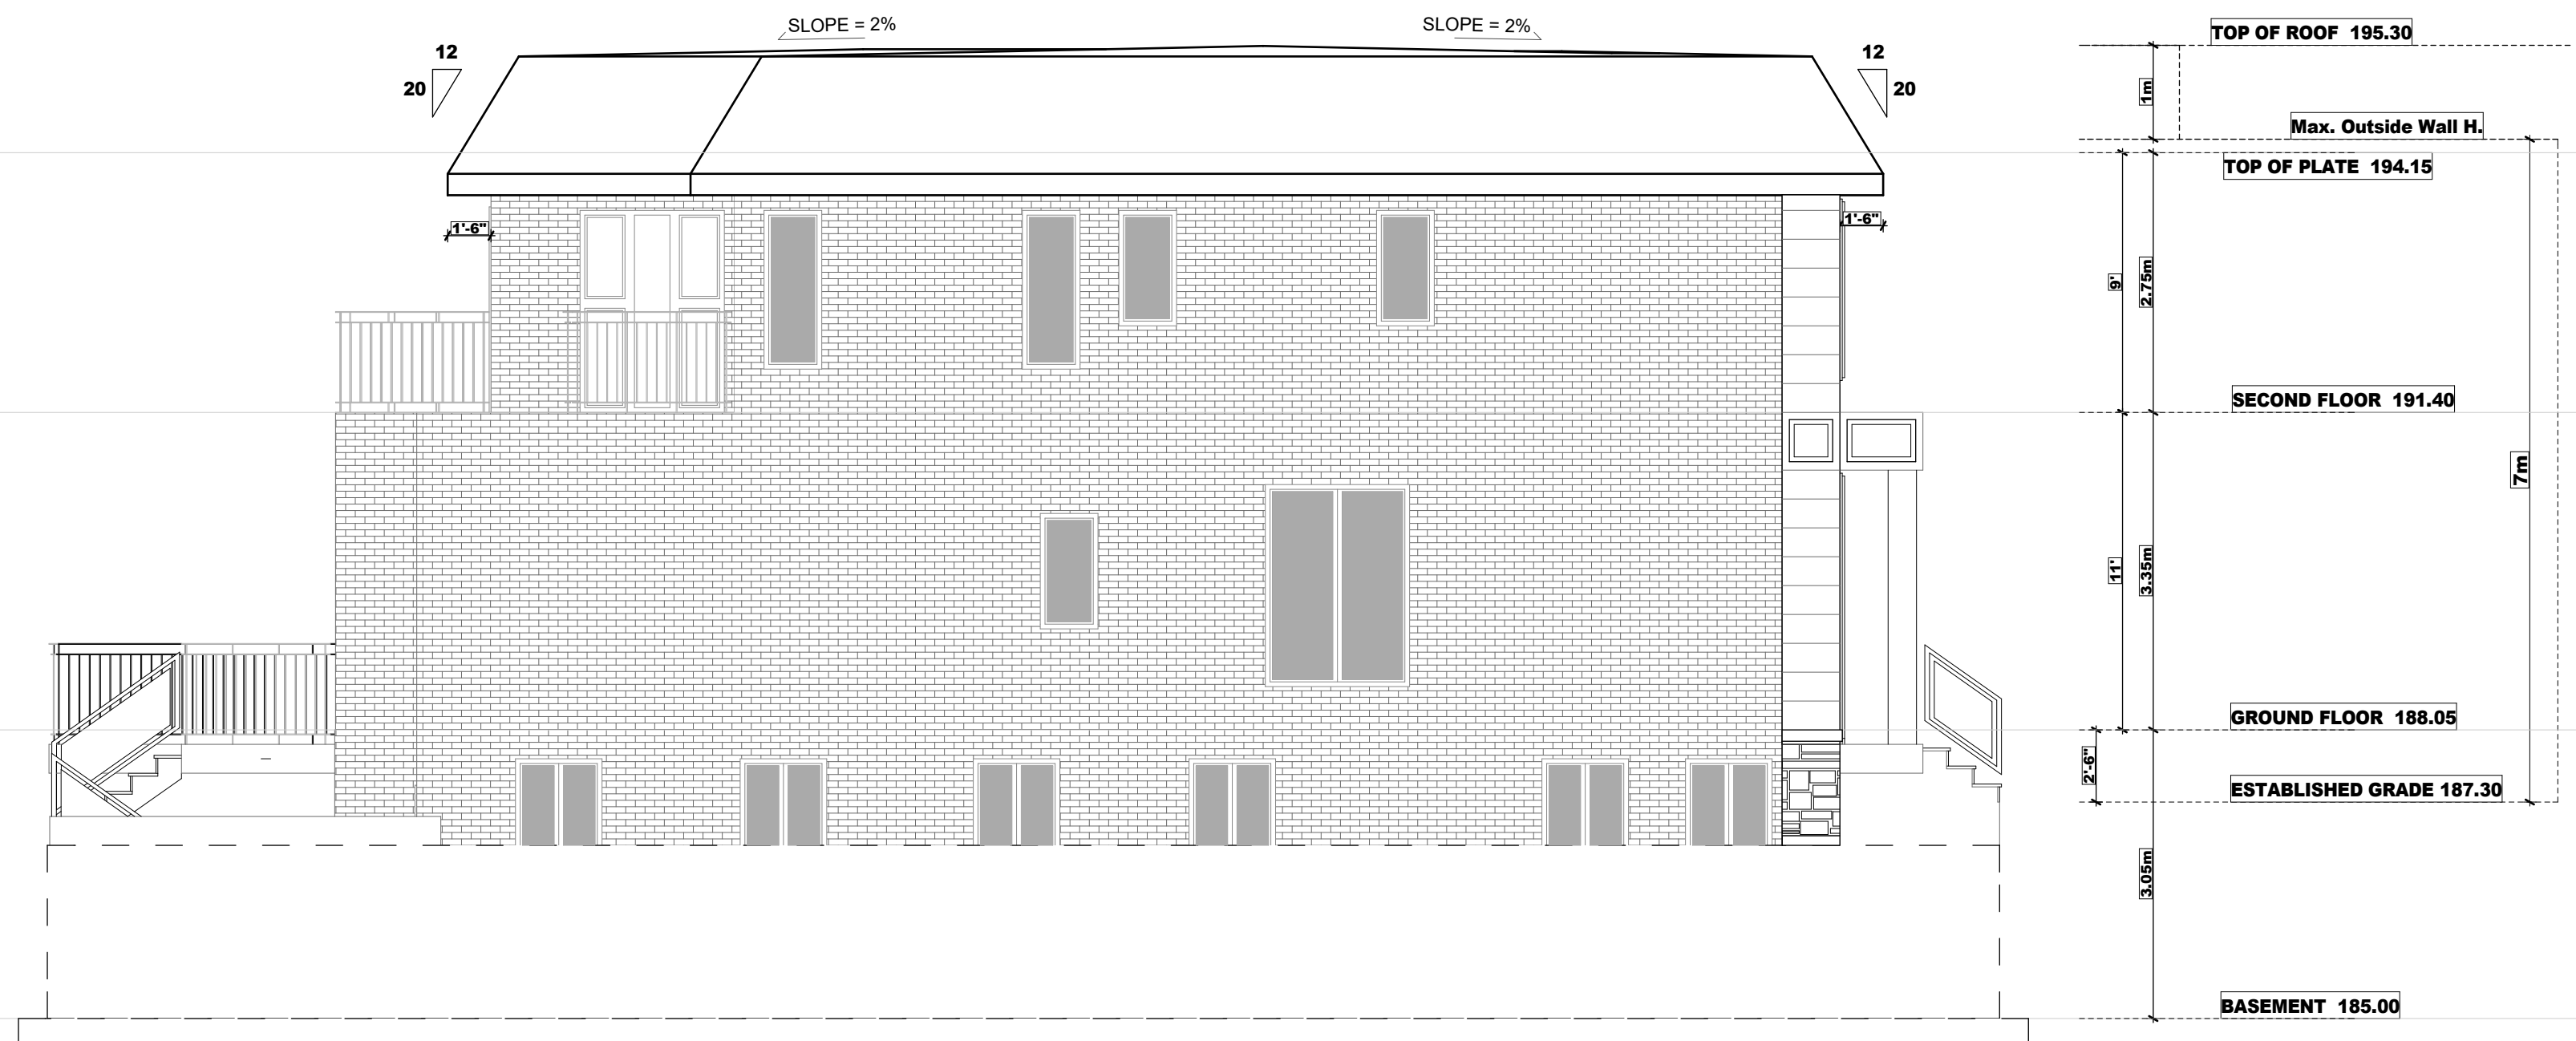 SLOPE = 2%
SLOPE = 2%
12
20
12
20
TOP OF ROOF 195.30
1m
Max. Outside Wall H.
TOP OF PLATE 194.15
1'-6"
1'-6"
9'
2.75m
SECOND FLOOR 191.40
7m
11'
3.35m
GROUND FLOOR 188.05
2'-6"
ESTABLISHED GRADE 187.30
3.05m
BASEMENT 185.00